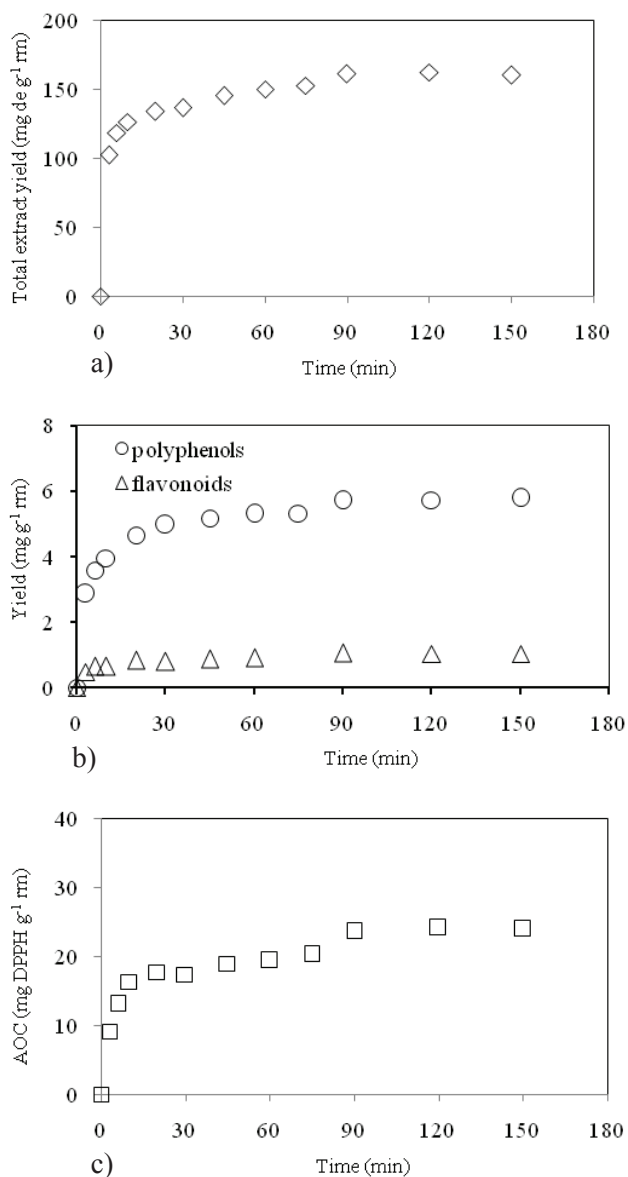 200
150
100
50
0
Total extract yield (mg de g⁻¹ rm)
0 30 60 90 120 150 180
a)
Time (min)
8
6
4
2
0
Yield (mg g⁻¹ rm)
polyphenols
flavonoids
0 30 60 90 120 150 180
b)
Time (min)
40
30
20
10
0
AOC (mg DPPH g⁻¹ rm)
0 30 60 90 120 150 180
c)
Time (min)